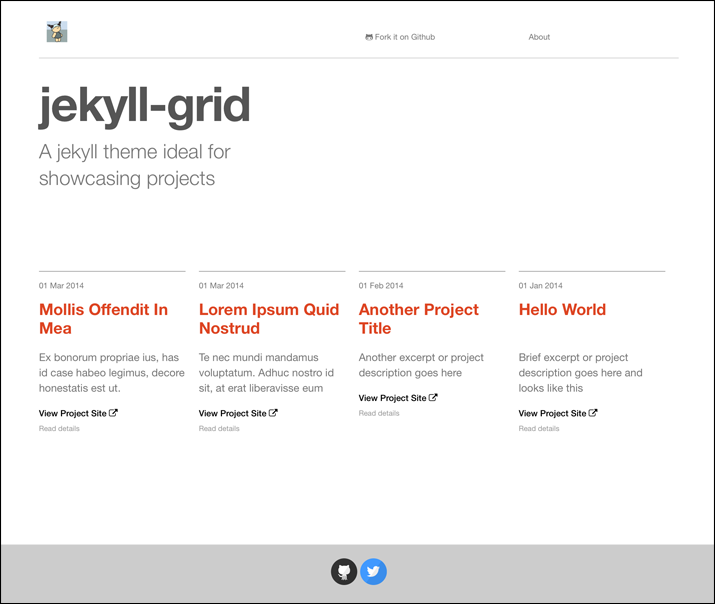 Fork it on Github
About
jekyll-grid
A jekyll theme ideal for
showcasing projects
01 Mar 2014
Mollis Offendit In
Mea
Ex bonorum propriae ius, has
id case habeo legimus, decore
honestatis est ut.
View Project Site
Read details
01 Mar 2014
Lorem Ipsum Quid
Nostrud
Te nec mundi mandamus
voluptatum. Adhuc nostro id
sit, at erat liberavisse eum
View Project Site
Read details
01 Feb 2014
Another Project
Title
Another excerpt or project
description goes here
View Project Site
Read details
01 Jan 2014
Hello World
Brief excerpt or project
description goes here and
looks like this
View Project Site
Read details